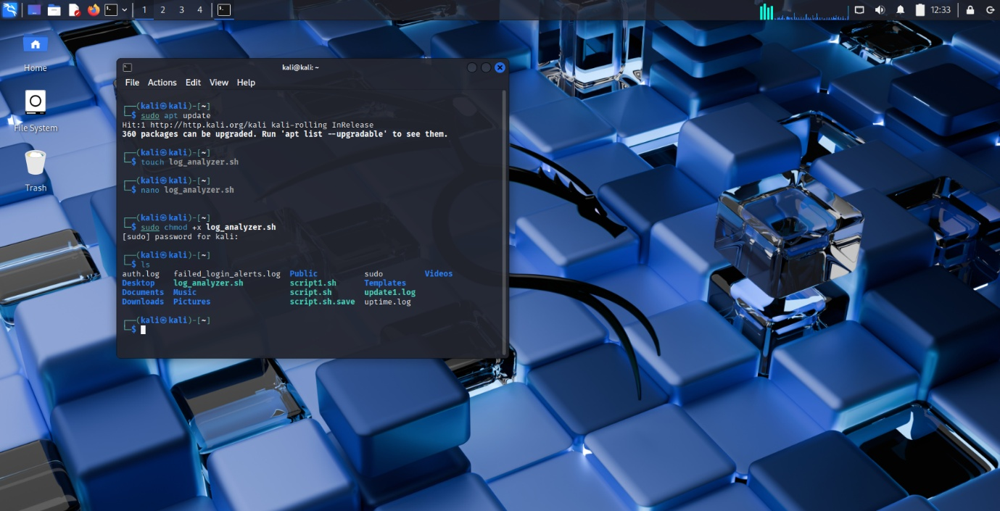 1 2 3 4
12:33
Home
File System
Trash
kali@kali: ~
File Actions Edit View Help
┌──(kali㉿kali)-[~]
└─$ sudo apt update
Hit:1 http://http.kali.org/kali kali-rolling InRelease
360 packages can be upgraded. Run 'apt list --upgradable' to see them.
┌──(kali㉿kali)-[~]
└─$ touch log_analyzer.sh
┌──(kali㉿kali)-[~]
└─$ nano log_analyzer.sh
┌──(kali㉿kali)-[~]
└─$ sudo chmod +x log_analyzer.sh
[sudo] password for kali:
┌──(kali㉿kali)-[~]
└─$ ls
auth.log failed_login_alerts.log Public sudo Videos
Desktop log_analyzer.sh script1.sh Templates
Documents Music script.sh update1.log
Downloads Pictures script.sh.save uptime.log
┌──(kali㉿kali)-[~]
└─$